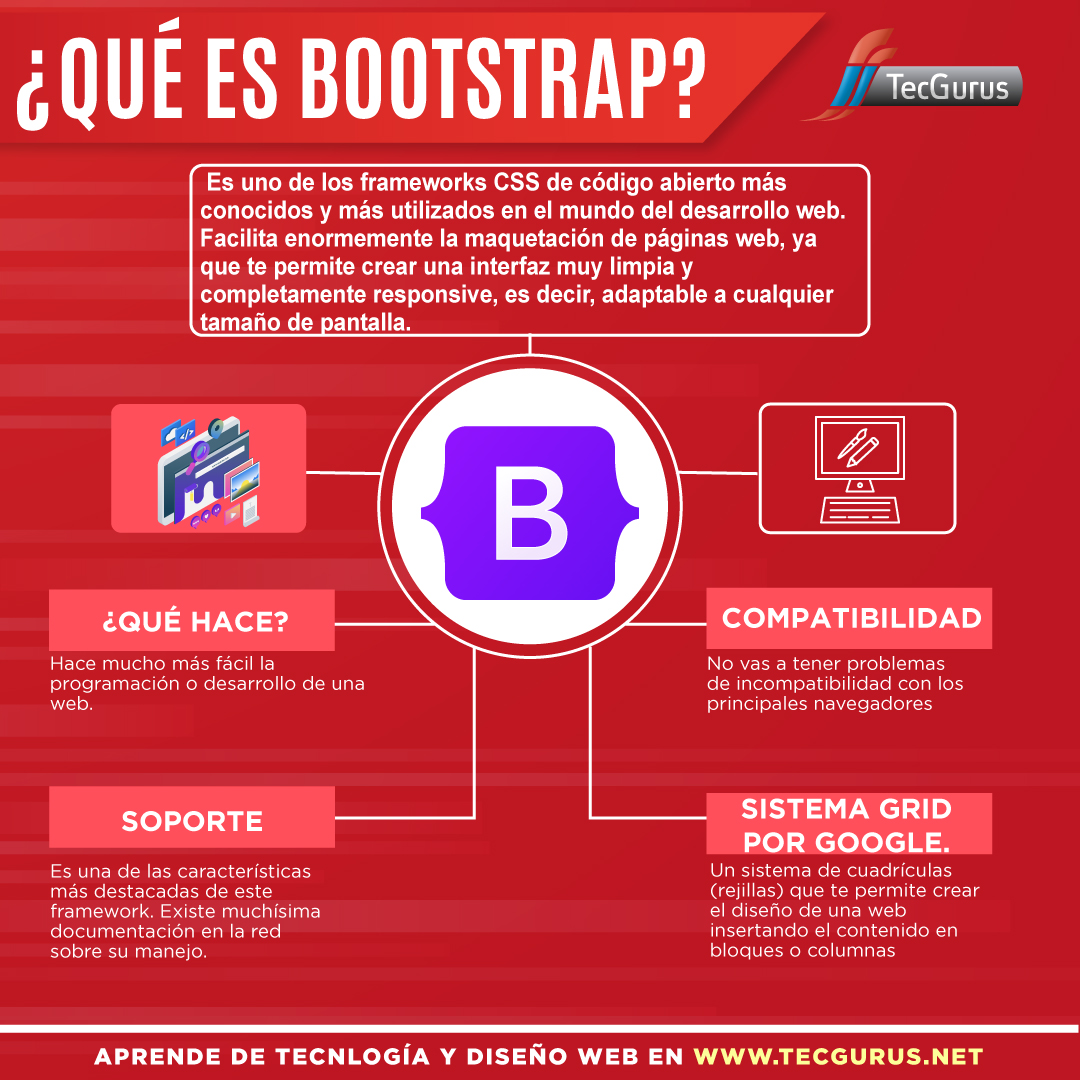 ¿QUÉ ES BOOTSTRAP?
TecGurus
Es uno de los frameworks CSS de código abierto más
conocidos y más utilizados en el mundo del desarrollo web.
Facilita enormemente la maquetación de páginas web, ya
que te permite crear una interfaz muy limpia y
completamente responsive, es decir, adaptable a cualquier
tamaño de pantalla.
B
¿QUÉ HACE?
Hace mucho más fácil la
programación o desarrollo de una
web.
COMPATIBILIDAD
No vas a tener problemas
de incompatibilidad con los
principales navegadores
SOPORTE
Es una de las características
más destacadas de este
framework. Existe muchísima
documentación en la red
sobre su manejo.
SISTEMA GRID
POR GOOGLE.
Un sistema de cuadrículas
(rejillas) que te permite crear
el diseño de una web
insertando el contenido en
bloques o columnas
APRENDE DE TECNLOGÍA Y DISEÑO WEB EN WWW.TECGURUS.NET